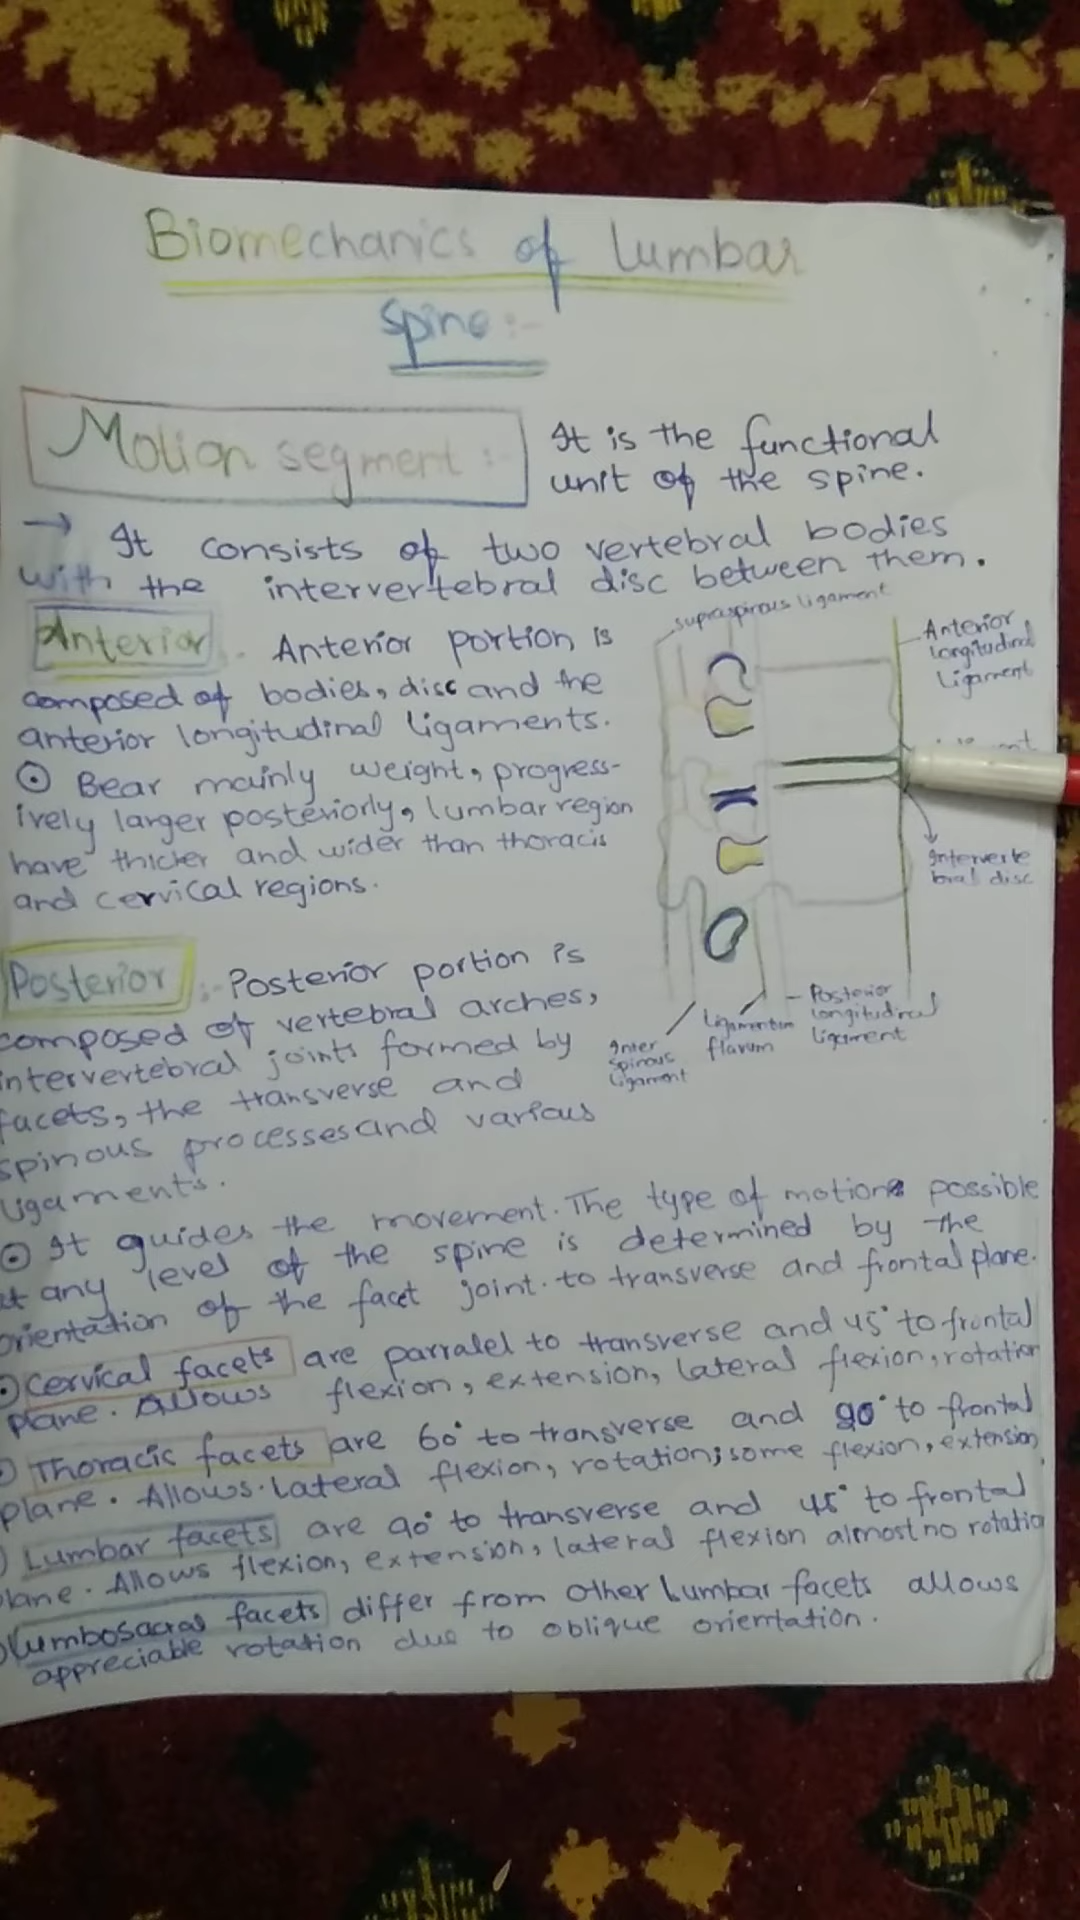 Biomechanics of Lumbar
Spine:-
Motion segment:-
It is the functional
unit of the spine.
→ It consists of two vertebral bodies
with the intervertebral disc between them.
supraspinous ligament
Anterior
longitudinal
Ligament
Anterior :- Anterior portion is
composed of bodies, disc and the
anterior longitudinal ligaments.
Bear mainly weight, progress-
ively larger posteriorly, lumbar region
have thicker and wider than thoracis
and cervical regions.
Interverte
bral disc
Posterior :- Posterior portion is
composed of vertebral arches,
intervertebral joints formed by
facets, the transverse and
spinous processes and various
ligaments.
Inter
spinous
ligament
Ligamentum
flavum
Posterior
longitudinal
ligament
It guides the movement. The type of motion possible
at any level of the spine is determined by the
orientation of the facet joint. to transverse and frontal plane.
Cervical facets are parralel to transverse and 45° to frontal
plane. Allows flexion, extension, lateral flexion, rotation
Thoracic facets are 60° to transverse and 90° to frontal
plane. Allows. lateral flexion, rotation; some flexion, extension
Lumbar facets are 90° to transverse and 45° to frontal
plane. Allows flexion, extension, lateral flexion almost no rotatio
lumbosacral facets differ from other Lumbar facets allows
appreciable rotation due to oblique orientation.